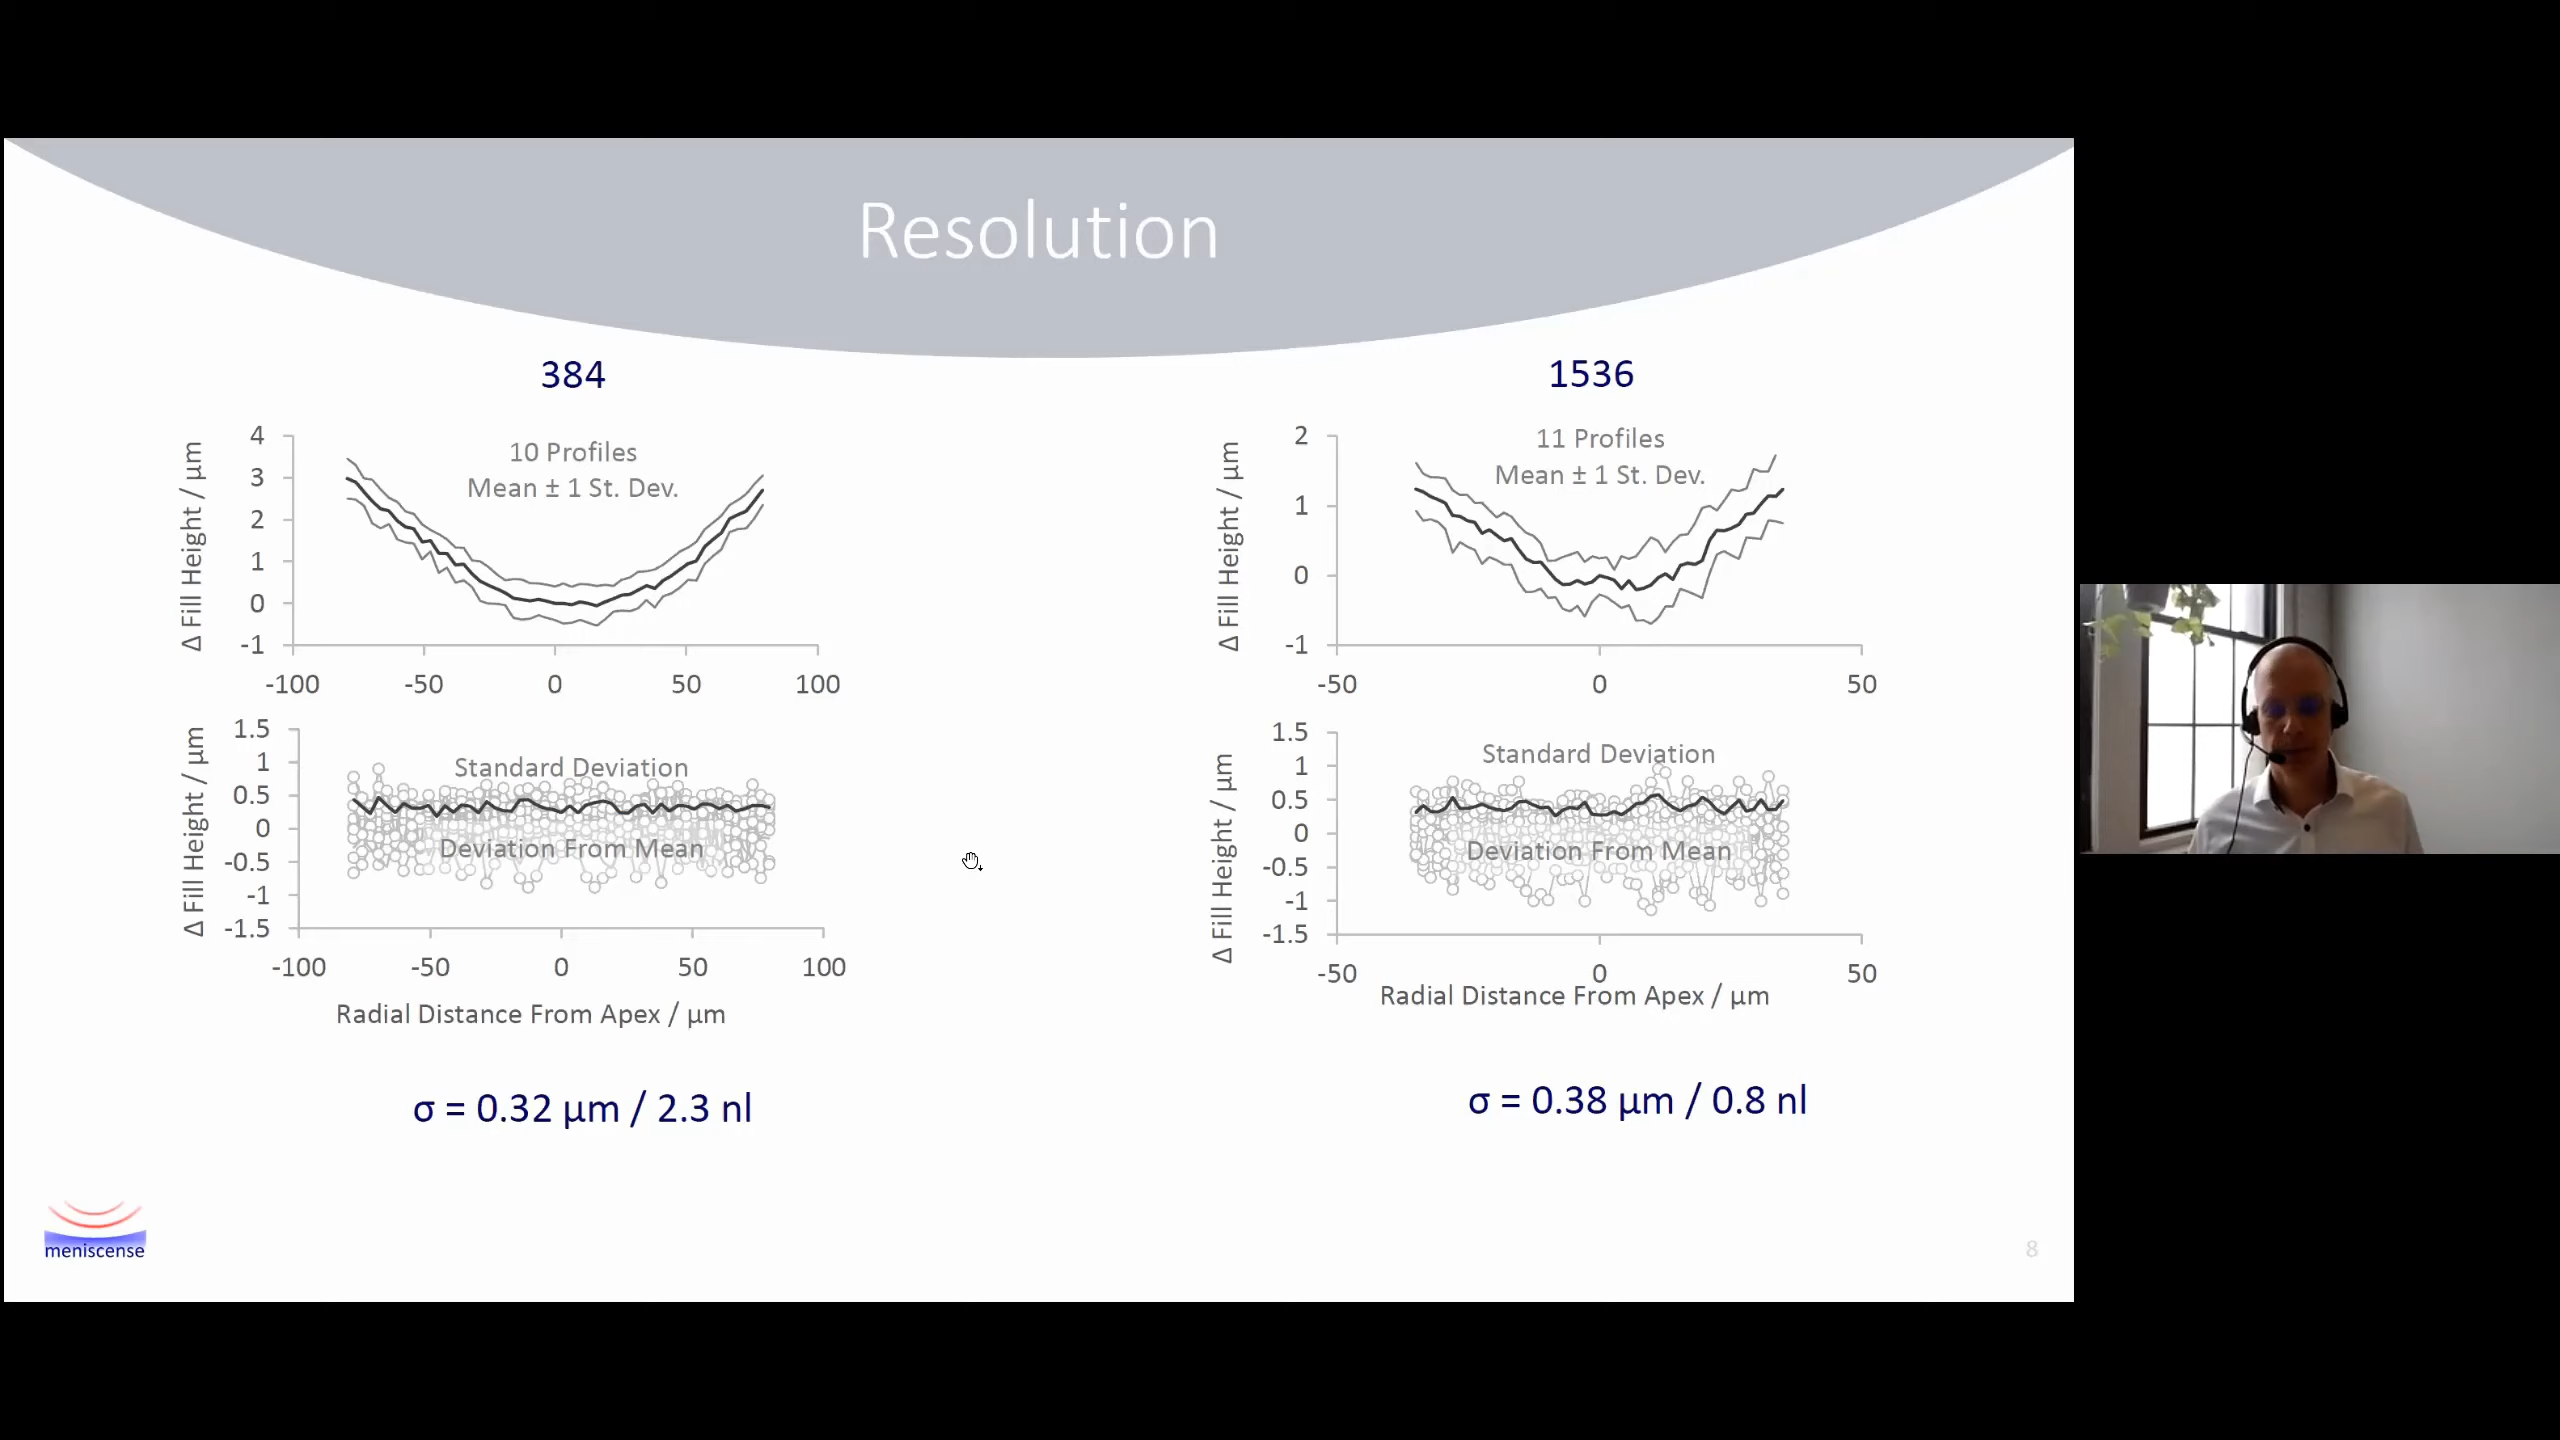 Resolution
384
4
3
2
1
0
-1
Δ Fill Height / µm
10 Profiles
Mean ± 1 St. Dev.
-100 -50 0 50 100
1.5
1
0.5
0
-0.5
-1
-1.5
Δ Fill Height / µm
Standard Deviation
Deviation From Mean
-100 -50 0 50 100
Radial Distance From Apex / µm
σ = 0.32 µm / 2.3 nl
1536
2
1
0
-1
Δ Fill Height / µm
11 Profiles
Mean ± 1 St. Dev.
-50 0 50
1.5
1
0.5
0
-0.5
-1
-1.5
Δ Fill Height / µm
Standard Deviation
Deviation From Mean
-50 0 50
Radial Distance From Apex / µm
σ = 0.38 µm / 0.8 nl
meniscense
8